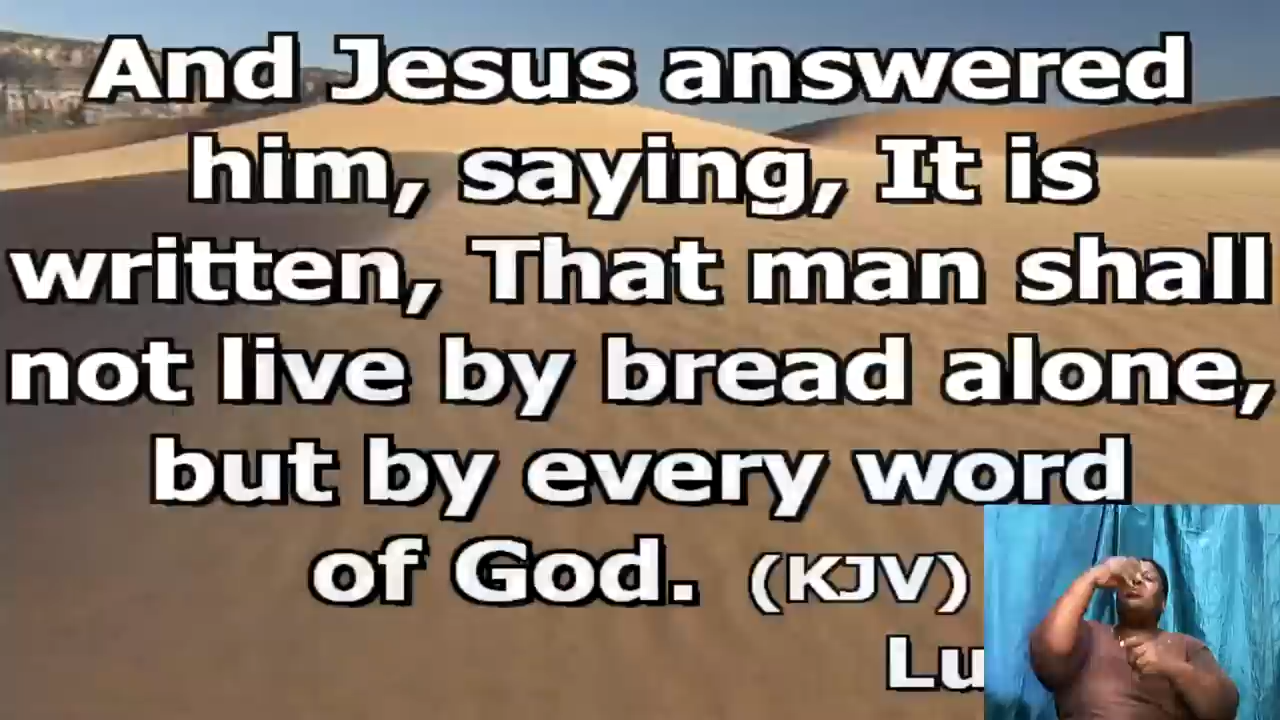 And Jesus answered
him, saying, It is
written, That man shall
not live by bread alone,
but by every word
of God. (KJV)
Lu